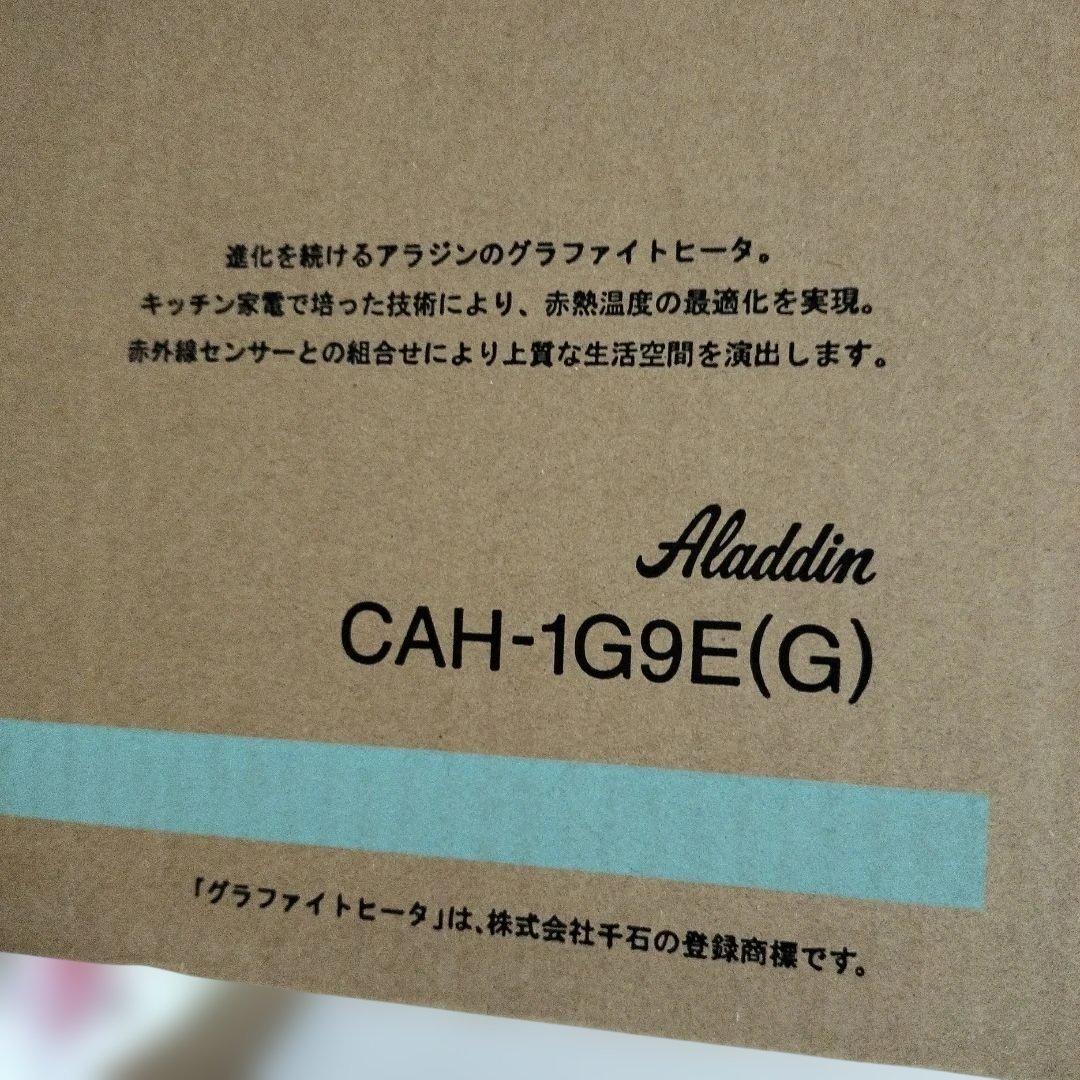 進化を続けるアラジンのグラファイトヒータ。
キッチン家電で培った技術により、赤熱温度の最適化を実現。
赤外線センサーとの組合せにより上質な生活空間を演出します。
Aladdin
CAH-1G9E(G)
「グラファイトヒータ」は、株式会社千石の登録商標です。